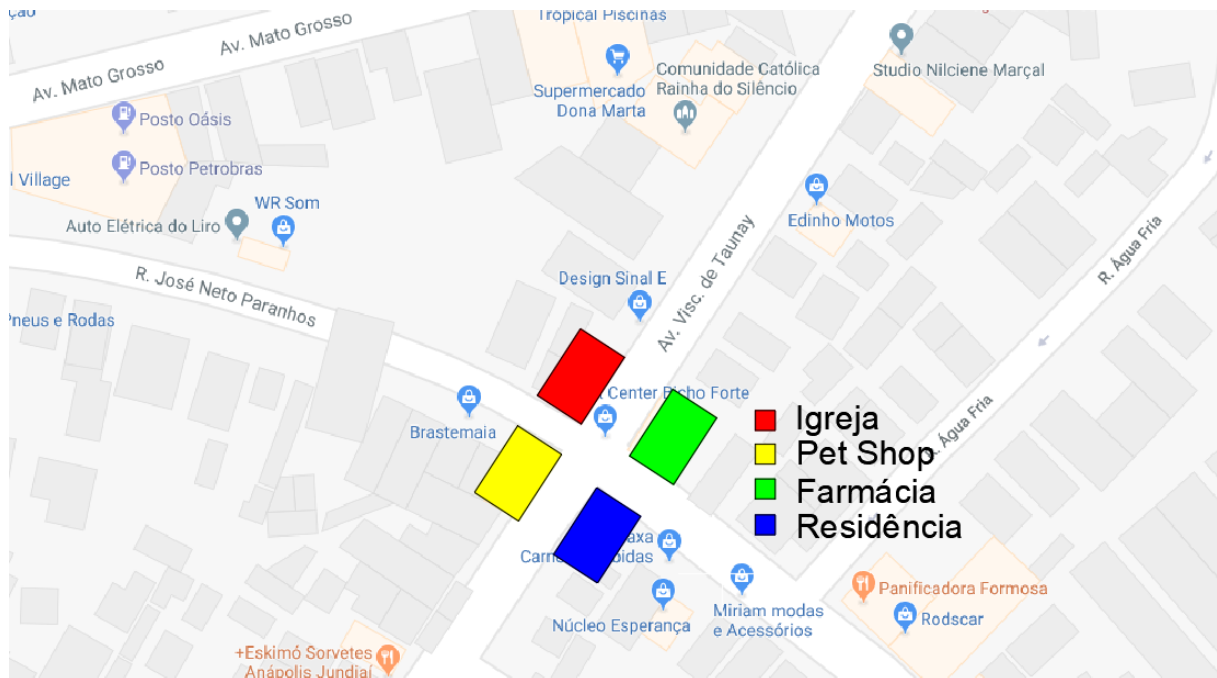 Tropical Piscinas
Av. Mato Grosso
Av. Mato Grosso
Supermercado
Dona Marta
Comunidade Católica
Rainha do Silêncio
Studio Nilciene Marçal
Posto Oásis
Posto Petrobras
Village
WR Som
Auto Elétrica do Liro
Edinho Motos
R. Água Fria
Av. Visc. de Taunay
Design Sinal E
R. José Neto Paranhos
Pneus e Rodas
Center Bicho Forte
Brastemaia
R. Água Fria
Igreja
Pet Shop
Farmácia
Residência
Panificadora Formosa
Rodscar
Miriam modas
e Acessórios
Núcleo Esperança
+Eskimó Sorvetes
Anápolis Jundiaí